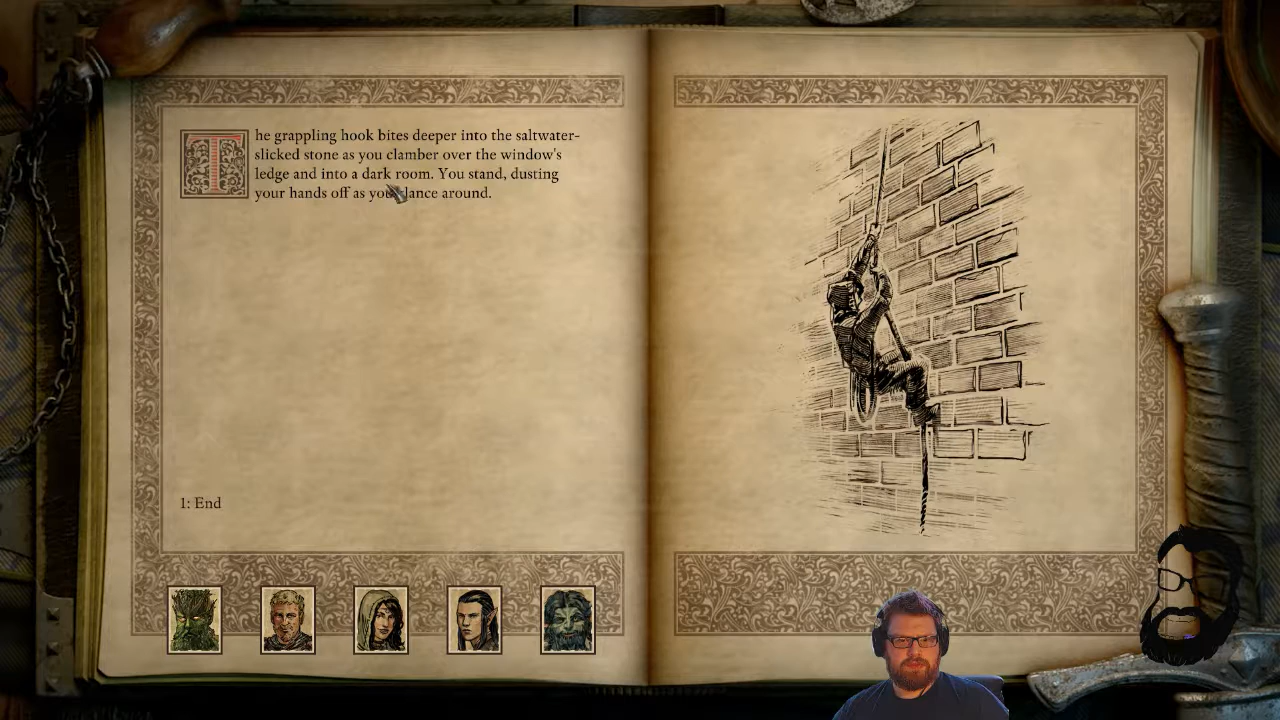 The grappling hook bites deeper into the saltwater-
slicked stone as you clamber over the window's
ledge and into a dark room. You stand, dusting
your hands off as you glance around.
1: End